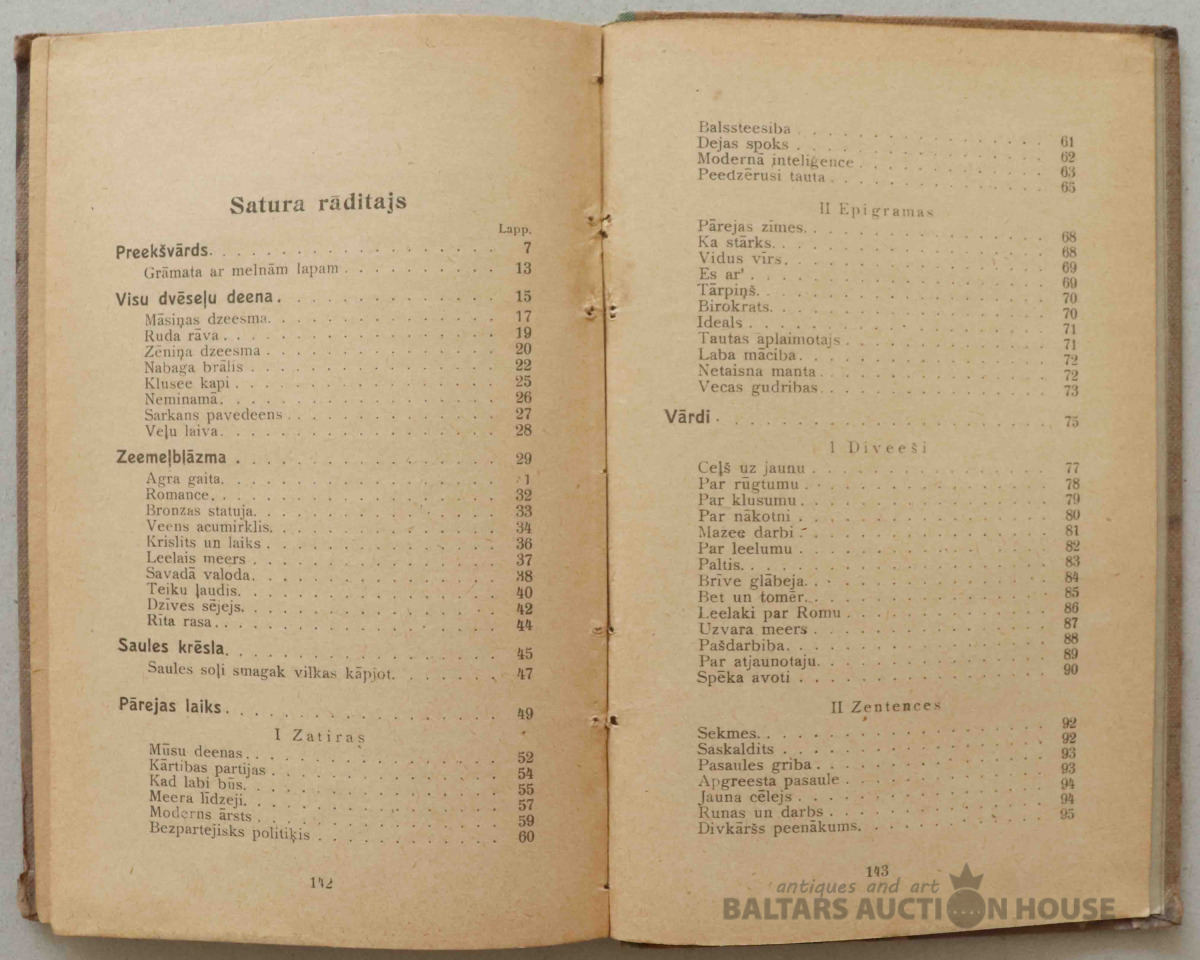 Satura rāditajs
Lapp.
Preekšvārds. 7
Grāmata ar melnām lapam 13
Visu dvēseļu deena. 15
Māsiņas dzeesma. 17
Ruda rāva 19
Zēniņa dzeesma 20
Nabaga brālis 22
Klusee kapi 25
Neminamā. 26
Sarkans pavedeens 27
Veļu laiva. 28
Zeemeļbļāzma 29
Agra gaita. 1
Romance. 32
Bronzas statuja. 33
Veens acumirklis. 34
Krislits un laiks 36
Leelais meers 37
Savadā valoda. 38
Teiku ļaudis. 40
Dzīves sējejs. 42
Rīta rasa. 44
Saules krēsla. 45
Saules soļi smagak vilkas kāpjot. 47
Pārejas laiks. 49
I Zatiras
Mūsu deenas. 52
Kārtības partijas 54
Kad labi būs. 55
Meera līdzeji. 57
Moderns ārsts 59
Bezpartejisks politiķis 60
142
Balssteesiba 61
Dejas spoks 62
Modernā inteliģence 63
Peedzērusi tauta 65
II Epigramas
Pārejas zimes. 68
Ka stārks. 68
Vidus virs. 69
Es ar' 69
Tārpiņš. 70
Birokrats. 70
Ideals 71
Tautas aplaimotajs 71
Laba mācība. 72
Netaisna manta 72
Vecas gudribas. 73
Vārdi 75
I Diveeši
Ceļš uz jaunu 77
Par rūgtumu 78
Par klusumu 79
Par nākotni 80
Mazee darbi 81
Par leelumu 82
Paltis. 83
Brīve glābeja. 84
Bet un tomēr. 85
Leelaki par Romu 86
Uzvara meers 87
Pašdarbiba. 88
Par atjaunotaju. 89
Spēka avoti 90
II Zentences
Sekmes. 92
Saskaldits 92
Pasaules griba 93
Apgreesta pasaule 93
Jauna cēlejs 94
Runas un darbs 94
Divkāršs peenākums. 95
143
antiques and art
BALTARS AUCTION HOUSE